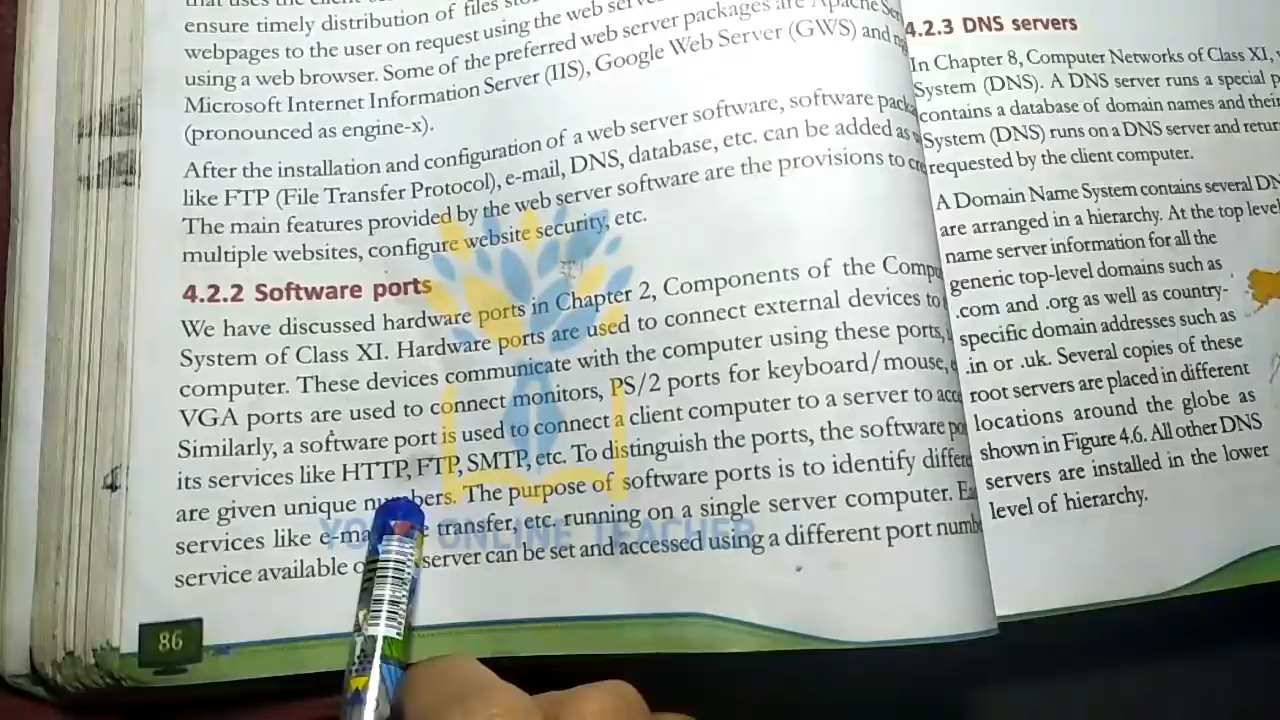 ensure timely distribution of files
webpages to the user on request using the web
using a web browser. Some of the preferred web server packages are Apache
Microsoft Internet Information Server (IIS), Google Web Server (GWS) and
(pronounced as engine-x).
After the installation and configuration of a web server software, software
like FTP (File Transfer Protocol), e-mail, DNS, database, etc. can be added as
The main features provided by the web server software are the provisions to
multiple websites, configure website security, etc.
4.2.2 Software ports
We have discussed hardware ports in Chapter 2, Components of the
System of Class XI. Hardware ports are used to connect external devices to
computer. These devices communicate with the computer using these ports,
VGA ports are used to connect monitors, PS/2 ports for keyboard/mouse,
Similarly, a software port is used to connect a client computer to a server to
its services like HTTP, FTP, SMTP, etc. To distinguish the ports, the software
are given unique numbers. The purpose of software ports is to identify
services like transfer, etc. running on a single server computer.
service available server can be set and accessed using a different port
YOUR ONLINE TEACHER
86
4.2.3 DNS servers
In Chapter 8, Computer Networks of Class XI,
System (DNS). A DNS server runs a special
contains a database of domain names and their
System (DNS) runs on a DNS server and
requested by the client computer.
A Domain Name System contains several
are arranged in a hierarchy. At the top level
name server information for all the
generic top-level domains such as
.com and .org as well as country-
specific domain addresses such as
.in or .uk. Several copies of these
root servers are placed in different
locations around the globe as
shown in Figure 4.6. All other DNS
servers are installed in the lower
level of hierarchy.